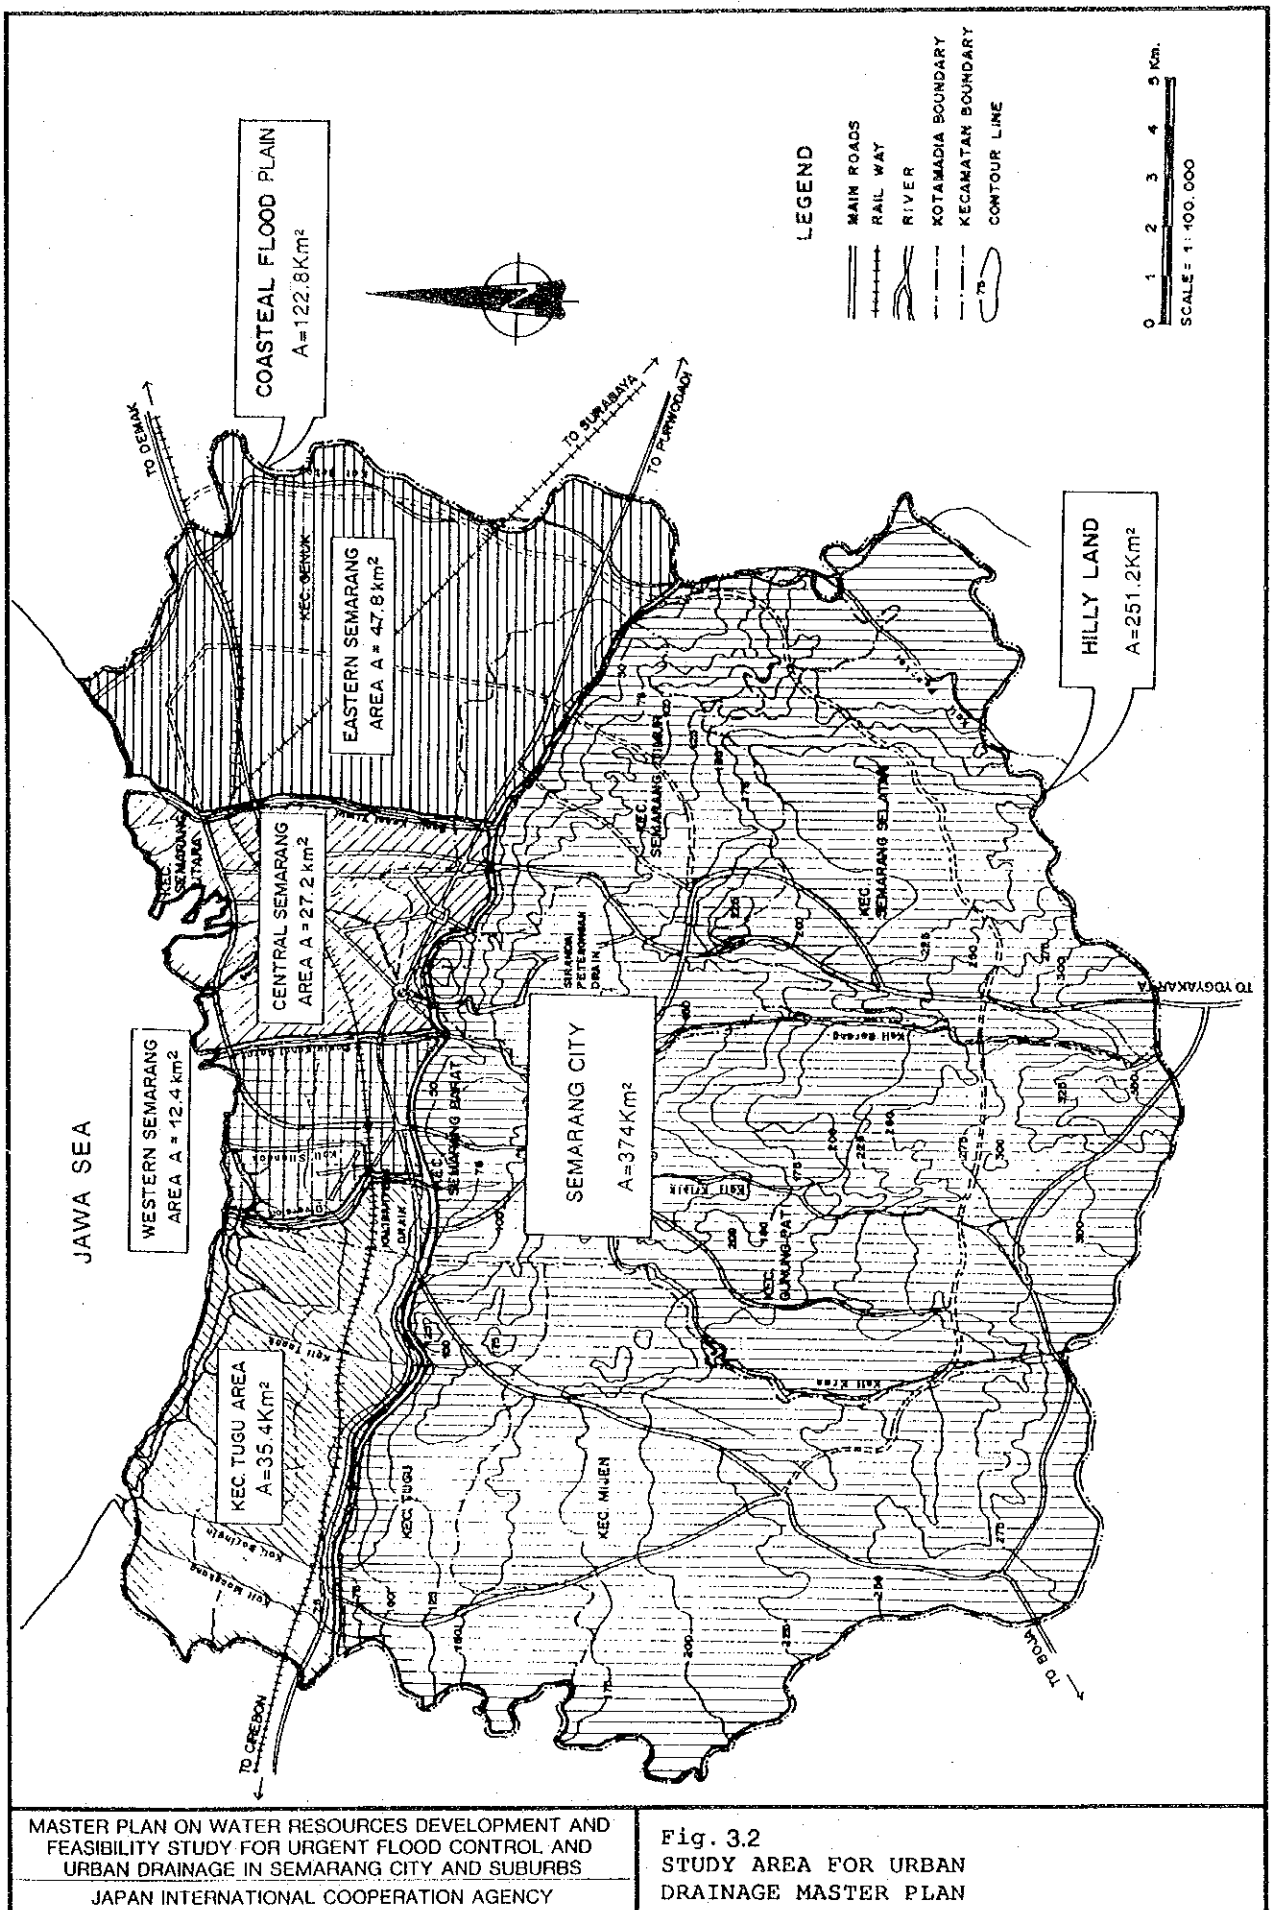 JAWA SEA
COASTEAL FLOOD PLAIN
A=122.8Km²
HILLY LAND
A=251.2Km²
SEMARANG CITY
A=374Km²
EASTERN SEMARANG
AREA A = 47.8km²
CENTRAL SEMARANG
AREA A = 27.2 km²
WESTERN SEMARANG
AREA A = 12.4 km²
KEC. TUGU AREA
A=35.4Km²
TO DEMAK
TO SURABAYA
TO PURWODADI
TO YOGYAKARTA
TO BOJA
TO CIREBON
KEC. GENUK
KEC.
SEMARANG
UTARA
KEC.
SEMARANG TIMUR
KEC.
SEMARANG SELATAN
KEC.
SEMARANG BARAT
KEC.
GUNUNG PATI
KEC. MIJEN
KEC. TUGU
Kali Kreo
Kali Kripik
Kali Garang
Kali Mangkang
Kali Beringin
N
LEGEND
MAIN ROADS
RAIL WAY
RIVER
KOTAMADIA BOUNDARY
KECAMATAN BOUNDARY
75
CONTOUR LINE
0 1 2 3 4 5 Km.
SCALE = 1:100.000
MASTER PLAN ON WATER RESOURCES DEVELOPMENT AND
FEASIBILITY STUDY FOR URGENT FLOOD CONTROL AND
URBAN DRAINAGE IN SEMARANG CITY AND SUBURBS
JAPAN INTERNATIONAL COOPERATION AGENCY
Fig. 3.2
STUDY AREA FOR URBAN
DRAINAGE MASTER PLAN